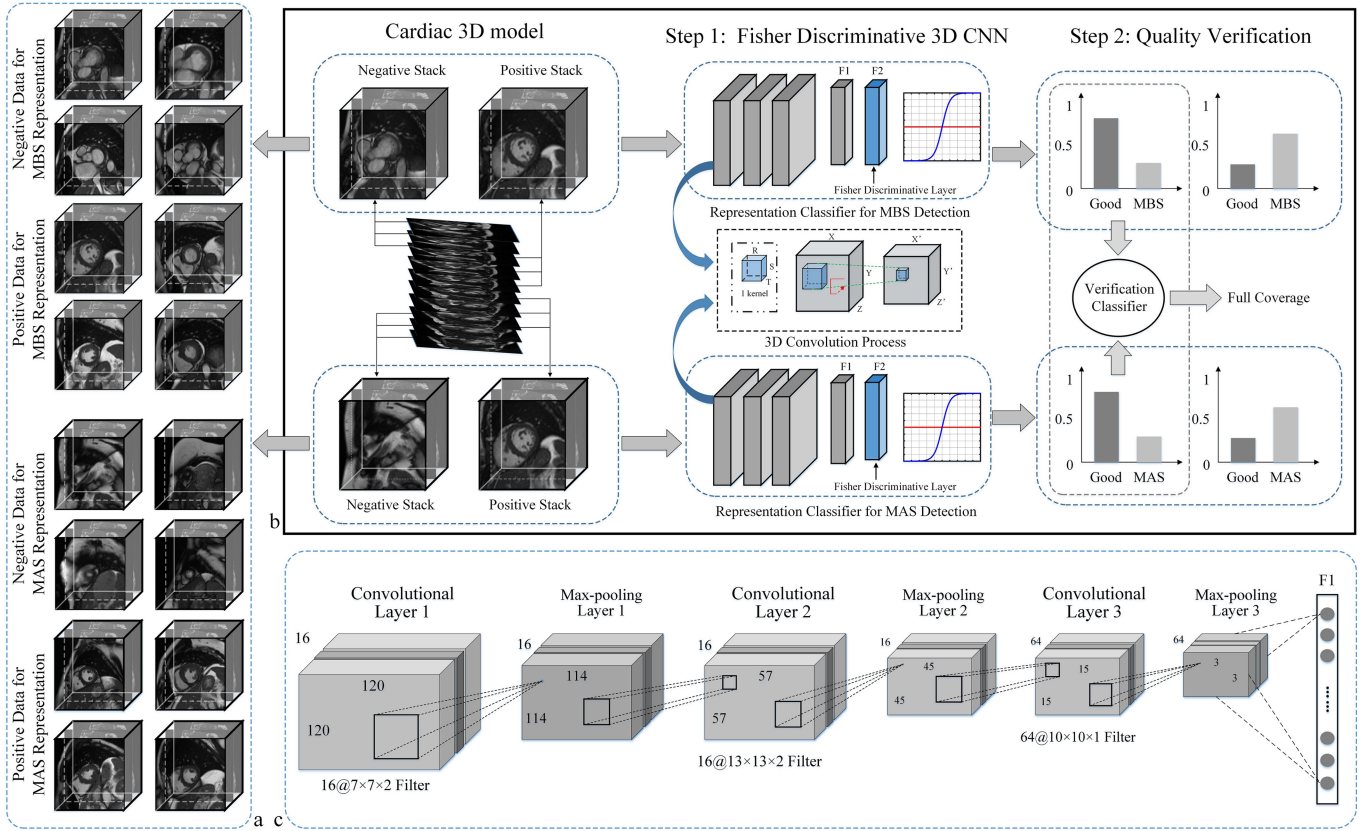 Negative Data for
MBS Representation
Positive Data for
MBS Representation
Negative Data for
MAS Representation
Positive Data for
MAS Representation
a
b
Cardiac 3D model
Negative Stack
Positive Stack
Negative Stack
Positive Stack
Step 1: Fisher Discriminative 3D CNN
F1
F2
Fisher Discriminative Layer
Representation Classifier for MBS Detection
R
S
T
1 kernel
X
Y
Z
X'
Y'
Z'
3D Convolution Process
F1
F2
Fisher Discriminative Layer
Representation Classifier for MAS Detection
Step 2: Quality Verification
1
0.5
0
Good
MBS
1
0.5
0
Good
MBS
Verification
Classifier
Full Coverage
1
0.5
0
Good
MAS
1
0.5
0
Good
MAS
c
Convolutional
Layer 1
16
120
120
16@7×7×2 Filter
Max-pooling
Layer 1
16
114
114
Convolutional
Layer 2
16
57
57
16@13×13×2 Filter
Max-pooling
Layer 2
16
45
45
Convolutional
Layer 3
64
15
15
64@10×10×1 Filter
Max-pooling
Layer 3
64
3
3
F1